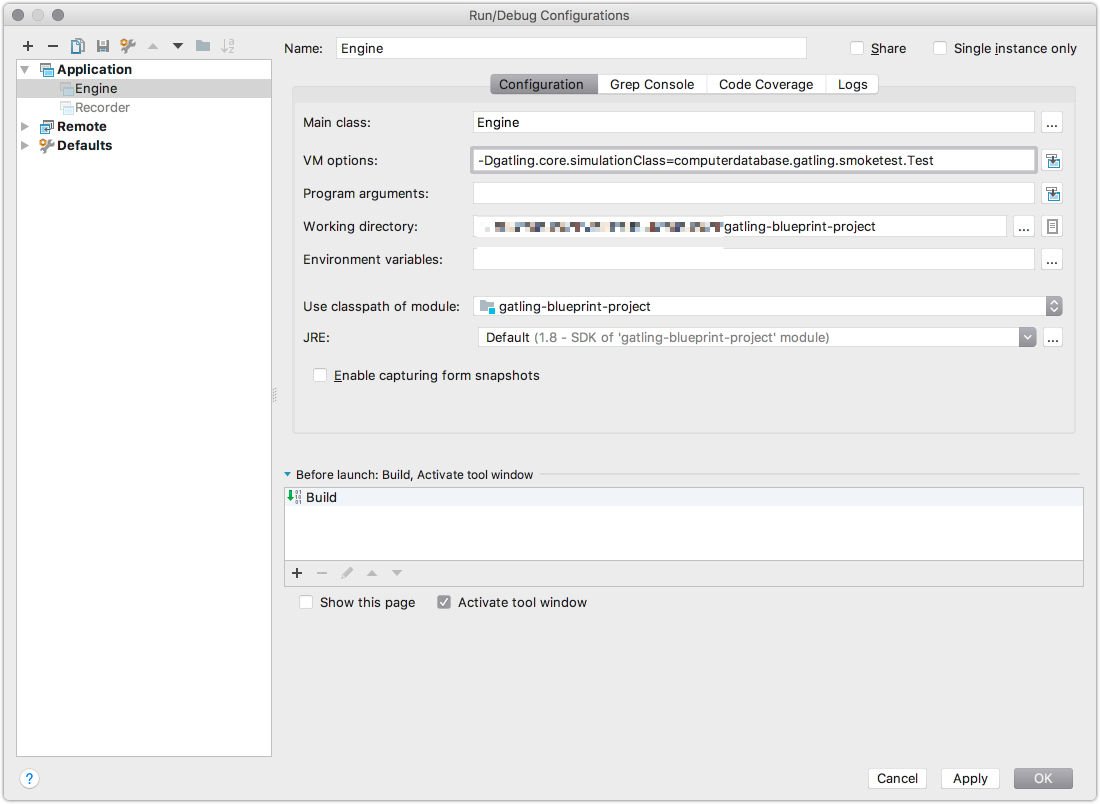 Run/Debug Configurations
Name: Engine Share Single instance only
Application
Engine
Recorder
Remote
Defaults
Configuration Grep Console Code Coverage Logs
Main class: Engine ...
VM options: -Dgatling.core.simulationClass=computerdatabase.gatling.smoketest.Test
Program arguments:
Working directory: gatling-blueprint-project ...
Environment variables: ...
Use classpath of module: gatling-blueprint-project
JRE: Default (1.8 - SDK of 'gatling-blueprint-project' module) ...
Enable capturing form snapshots
Before launch: Build, Activate tool window
Build
Show this page Activate tool window
? Cancel Apply OK